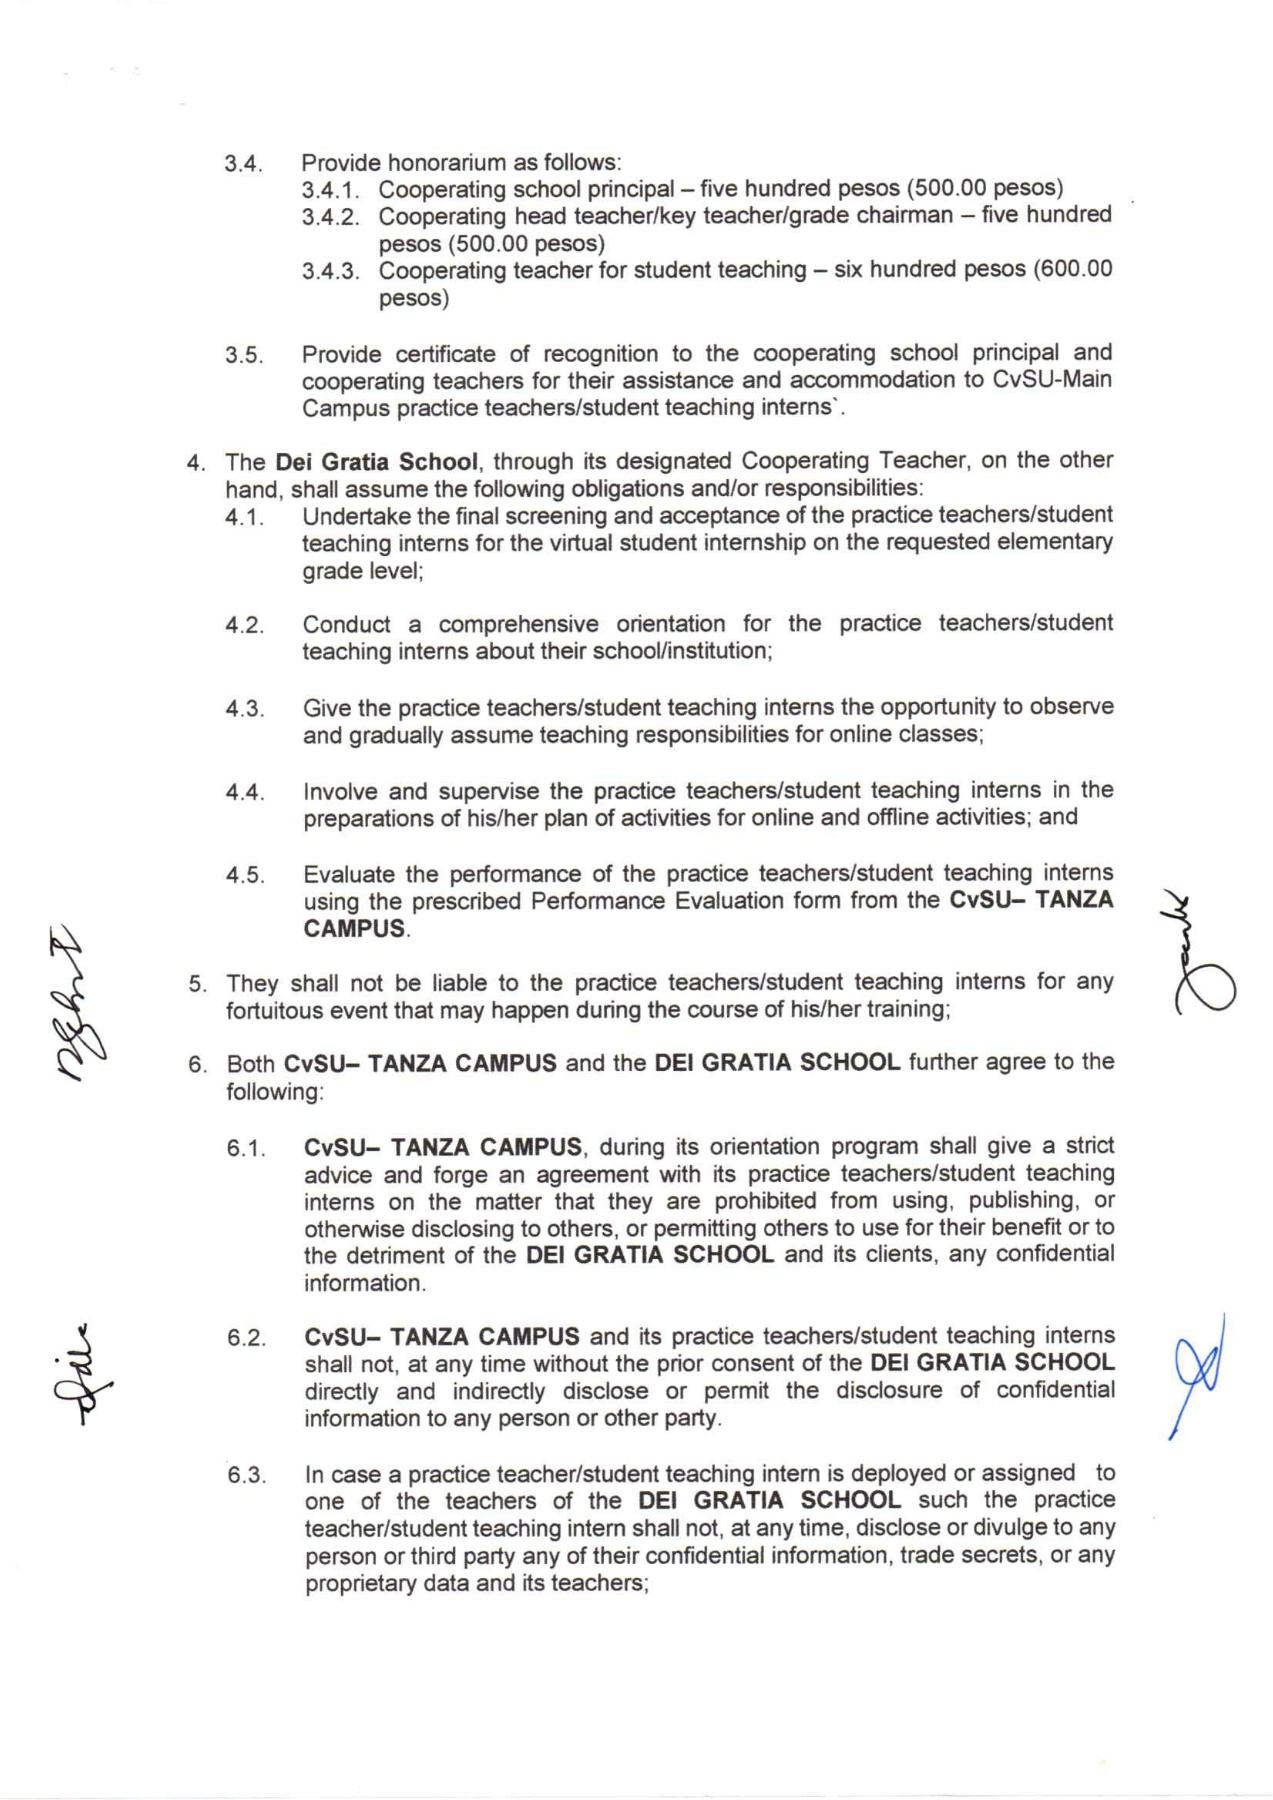 3.4. Provide honorarium as follows:
3.4.1. Cooperating school principal – five hundred pesos (500.00 pesos)
3.4.2. Cooperating head teacher/key teacher/grade chairman – five hundred
pesos (500.00 pesos)
3.4.3. Cooperating teacher for student teaching – six hundred pesos (600.00
pesos)
3.5. Provide certificate of recognition to the cooperating school principal and
cooperating teachers for their assistance and accommodation to CvSU-Main
Campus practice teachers/student teaching interns`.
4. The Dei Gratia School, through its designated Cooperating Teacher, on the other
hand, shall assume the following obligations and/or responsibilities:
4.1. Undertake the final screening and acceptance of the practice teachers/student
teaching interns for the virtual student internship on the requested elementary
grade level;
4.2. Conduct a comprehensive orientation for the practice teachers/student
teaching interns about their school/institution;
4.3. Give the practice teachers/student teaching interns the opportunity to observe
and gradually assume teaching responsibilities for online classes;
4.4. Involve and supervise the practice teachers/student teaching interns in the
preparations of his/her plan of activities for online and offline activities; and
4.5. Evaluate the performance of the practice teachers/student teaching interns
using the prescribed Performance Evaluation form from the CvSU– TANZA
CAMPUS.
5. They shall not be liable to the practice teachers/student teaching interns for any
fortuitous event that may happen during the course of his/her training;
6. Both CvSU– TANZA CAMPUS and the DEI GRATIA SCHOOL further agree to the
following:
6.1. CvSU– TANZA CAMPUS, during its orientation program shall give a strict
advice and forge an agreement with its practice teachers/student teaching
interns on the matter that they are prohibited from using, publishing, or
otherwise disclosing to others, or permitting others to use for their benefit or to
the detriment of the DEI GRATIA SCHOOL and its clients, any confidential
information.
6.2. CvSU– TANZA CAMPUS and its practice teachers/student teaching interns
shall not, at any time without the prior consent of the DEI GRATIA SCHOOL
directly and indirectly disclose or permit the disclosure of confidential
information to any person or other party.
6.3. In case a practice teacher/student teaching intern is deployed or assigned to
one of the teachers of the DEI GRATIA SCHOOL such the practice
teacher/student teaching intern shall not, at any time, disclose or divulge to any
person or third party any of their confidential information, trade secrets, or any
proprietary data and its teachers;